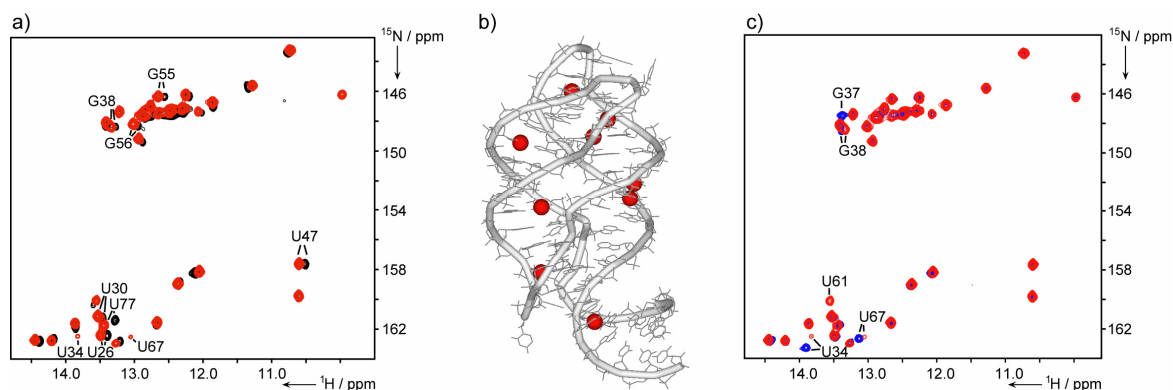 a)
¹⁵N / ppm
G55
G38
G56
146
150
154
U47
158
U30
U77
162
U34
U26
U67
14.0
13.0
12.0
11.0
¹H / ppm
b)
c)
¹⁵N / ppm
G37
146
G38
150
154
158
U61
U67
162
U34
14.0
13.0
12.0
11.0
¹H / ppm